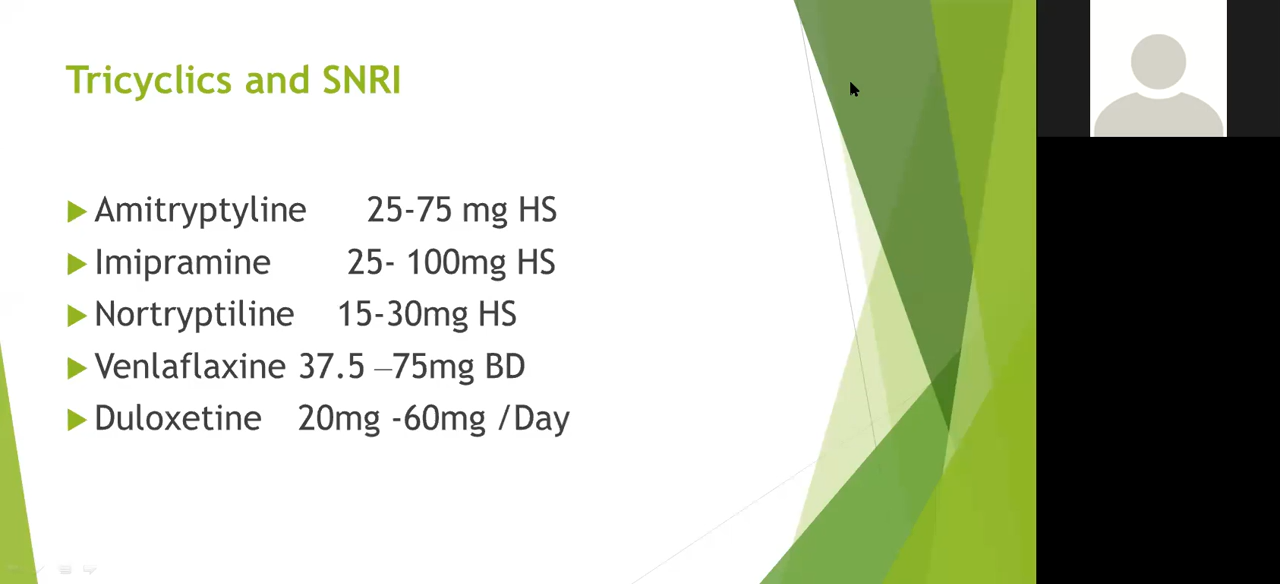 Tricyclics and SNRI
Amitryptyline 25-75 mg HS
Imipramine 25- 100mg HS
Nortryptiline 15-30mg HS
Venlaflaxine 37.5 –75mg BD
Duloxetine 20mg -60mg /Day